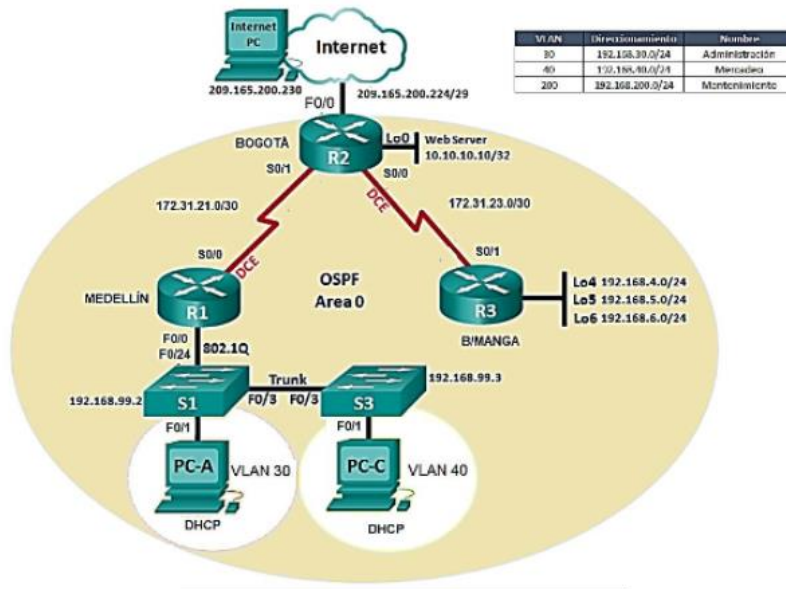 Internet
PC
Internet
209.165.200.230
F0/0
209.165.200.224/29
VLAN Direccionamiento Nombre
30 192.168.30.0/24 Administración
40 192.168.40.0/24 Mercadeo
200 192.168.200.0/24 Mantenimiento
BOGOTÁ
R2
Lo0
Web Server
10.10.10.10/32
S0/1
S0/0
DCE
172.31.21.0/30
172.31.23.0/30
S0/0
DCE
S0/1
MEDELLÍN
R1
OSPF
Area 0
R3
B/MANGA
Lo4 192.168.4.0/24
Lo5 192.168.5.0/24
Lo6 192.168.6.0/24
F0/0
F0/24
802.1Q
192.168.99.2
S1
Trunk
F0/3 F0/3
S3
192.168.99.3
F0/1
F0/1
PC-A
VLAN 30
PC-C
VLAN 40
DHCP
DHCP